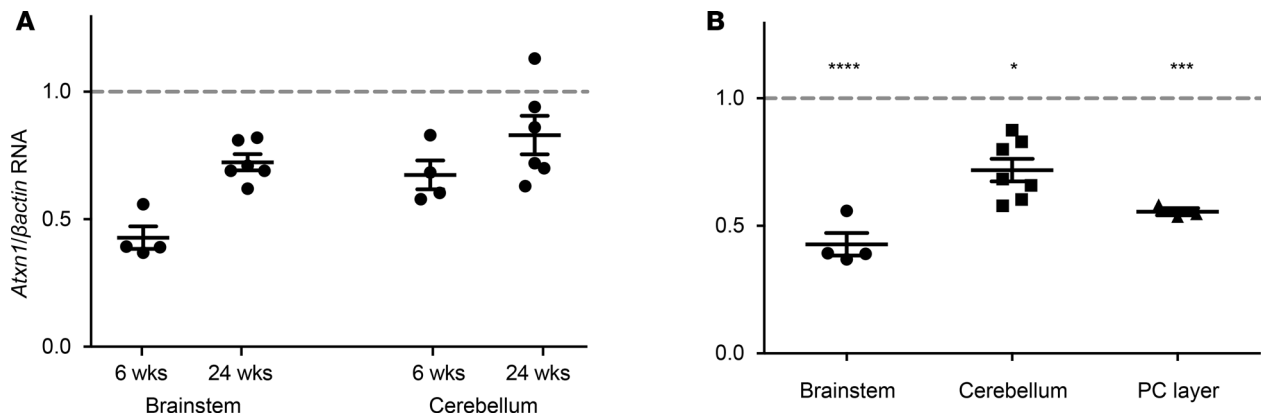 A
Atxn1/βactin RNA
1.0
0.5
0.0
6 wks 24 wks 6 wks 24 wks
Brainstem Cerebellum
B
**** * ***
1.0
0.5
0.0
Brainstem Cerebellum PC layer